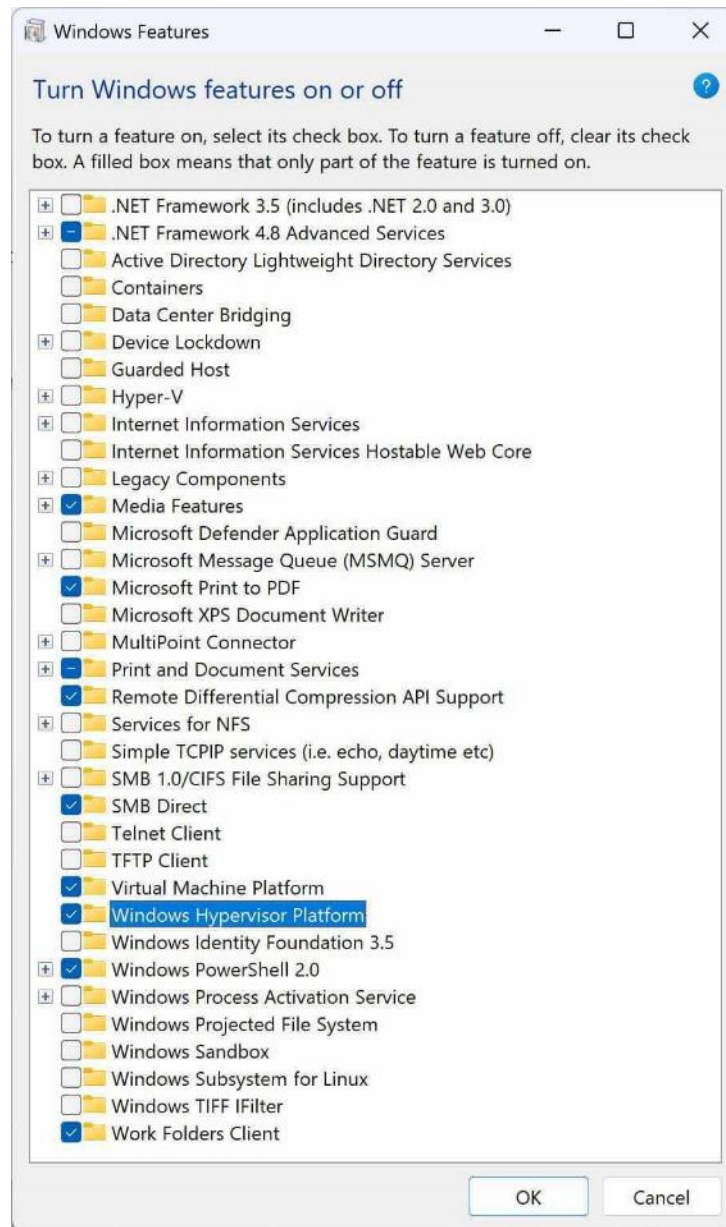 Windows Features
Turn Windows features on or off
To turn a feature on, select its check box. To turn a feature off, clear its check
box. A filled box means that only part of the feature is turned on.
.NET Framework 3.5 (includes .NET 2.0 and 3.0)
.NET Framework 4.8 Advanced Services
Active Directory Lightweight Directory Services
Containers
Data Center Bridging
Device Lockdown
Guarded Host
Hyper-V
Internet Information Services
Internet Information Services Hostable Web Core
Legacy Components
Media Features
Microsoft Defender Application Guard
Microsoft Message Queue (MSMQ) Server
Microsoft Print to PDF
Microsoft XPS Document Writer
MultiPoint Connector
Print and Document Services
Remote Differential Compression API Support
Services for NFS
Simple TCPIP services (i.e. echo, daytime etc)
SMB 1.0/CIFS File Sharing Support
SMB Direct
Telnet Client
TFTP Client
Virtual Machine Platform
Windows Hypervisor Platform
Windows Identity Foundation 3.5
Windows PowerShell 2.0
Windows Process Activation Service
Windows Projected File System
Windows Sandbox
Windows Subsystem for Linux
Windows TIFF IFilter
Work Folders Client
OK Cancel